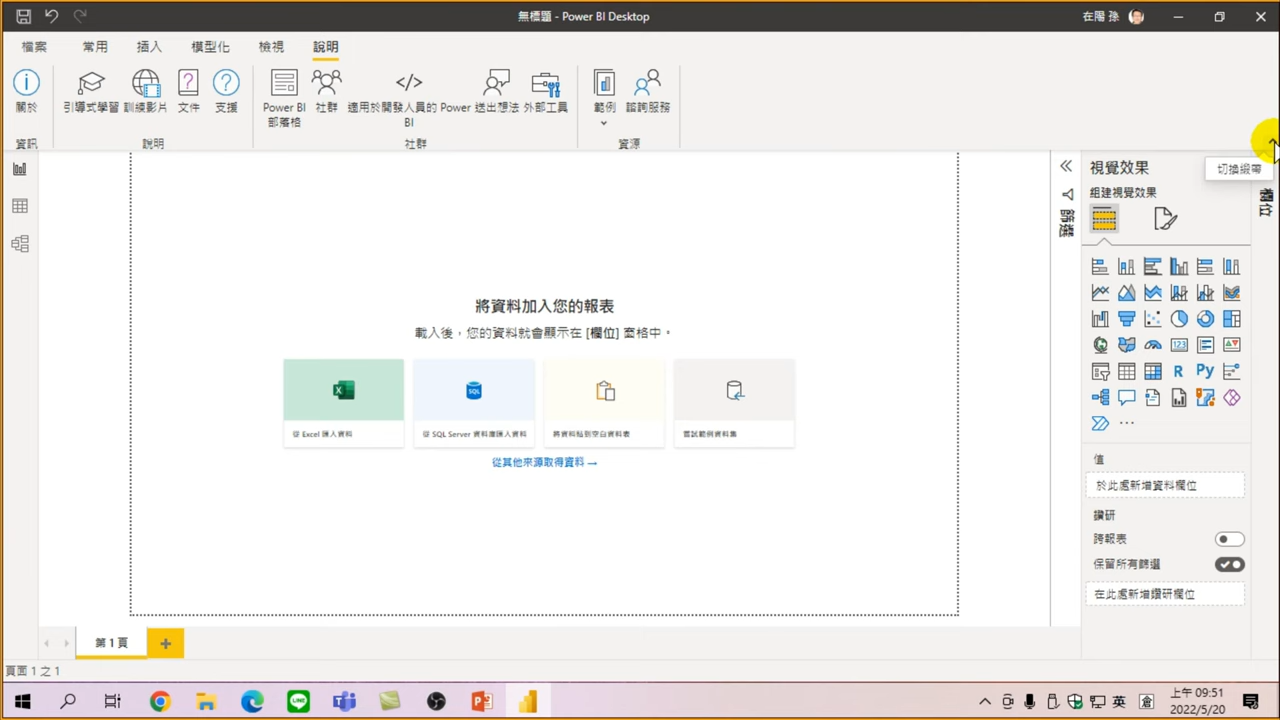 無標題 - Power BI Desktop
在陽 孫
檔案 常用 插入 模型化 檢視 說明
關於 引導式學習 訓練影片 文件 支援 Power BI 部落格 社群 適用於開發人員的 Power BI 送出想法 外部工具 範例 諮詢服務
資訊 說明 社群 資源
切換緞帶
視覺效果
組建視覺效果
篩選
欄位
將資料加入您的報表
載入後，您的資料就會顯示在 [欄位] 窗格中。
SQL
從 Excel 匯入資料
從 SQL Server 資料庫匯入資料
將資料貼到空白資料表
嘗試範例資料集
從其他來源取得資料 →
123
R
Py
值
於此處新增資料欄位
鑽研
跨報表
保留所有篩選
在此處新增鑽研欄位
第 1 頁
頁面 1 之 1
LINE
英
倉
上午 09:51
2022/5/20